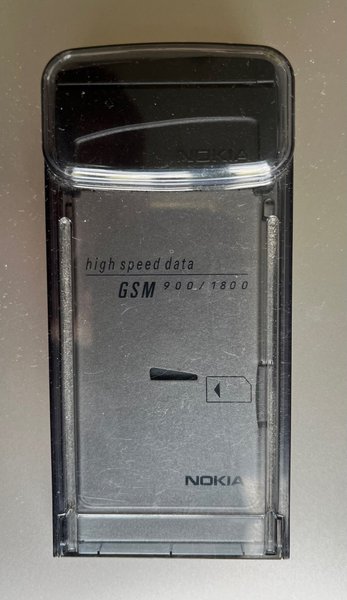 NOKIA
high speed data
GSM 900/1800
NOKIA